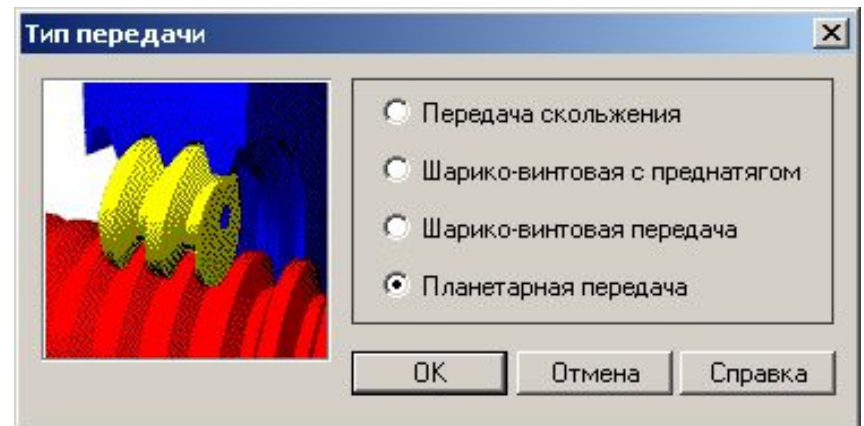 Тип передачи
Передача скольжения
Шарико-винтовая с преднатягом
Шарико-винтовая передача
Планетарная передача
OK
Отмена
Справка